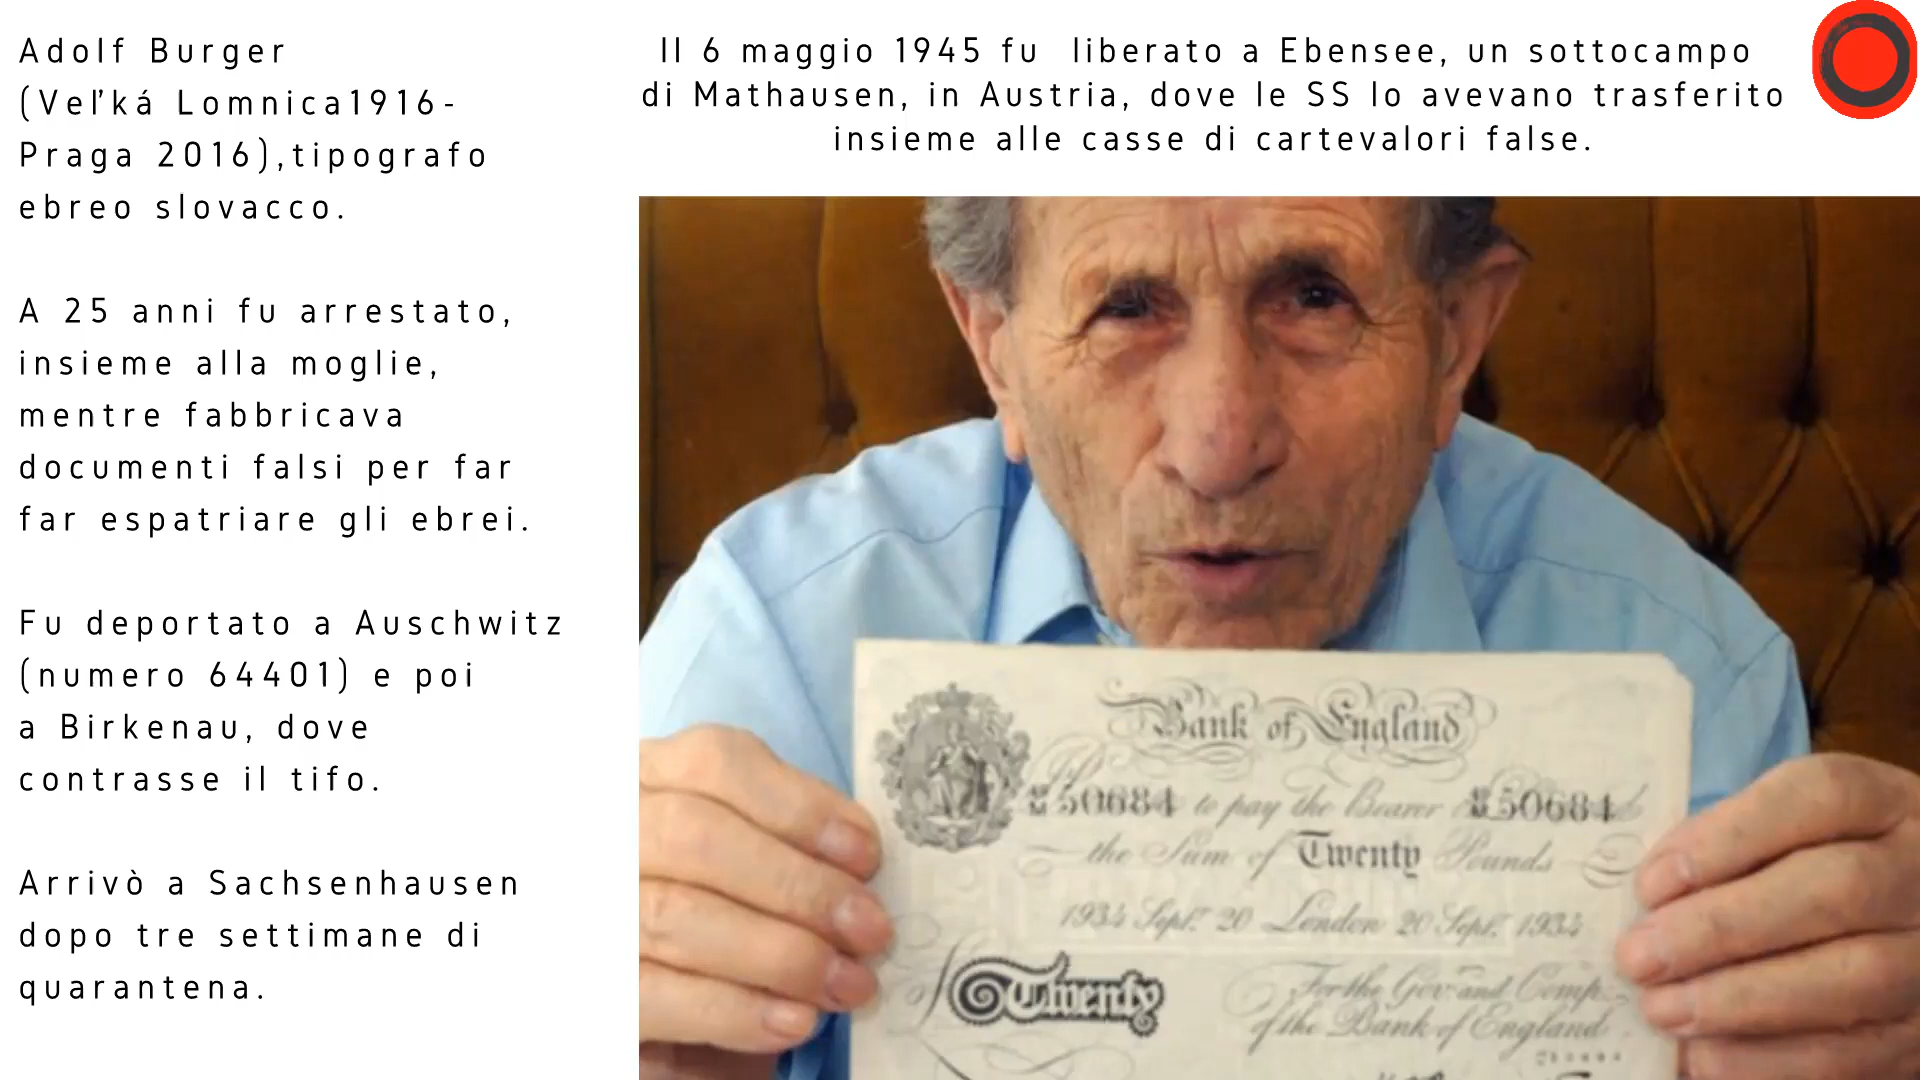 Adolf Burger
(Veľká Lomnica1916-
Praga 2016),tipografo
ebreo slovacco.
A 25 anni fu arrestato,
insieme alla moglie,
mentre fabbricava
documenti falsi per far
far espatriare gli ebrei.
Fu deportato a Auschwitz
(numero 64401) e poi
a Birkenau, dove
contrasse il tifo.
Arrivò a Sachsenhausen
dopo tre settimane di
quarantena.
Il 6 maggio 1945 fu liberato a Ebensee, un sottocampo
di Mathausen, in Austria, dove le SS lo avevano trasferito
insieme alle casse di cartevalori false.
Bank of England
50684 to pay the Bearer 50684
the Sum of Twenty Pounds
1934 Sept. 20 London 20 Sept. 1934
Twenty
For the Gov. and Comp.
of the Bank of England